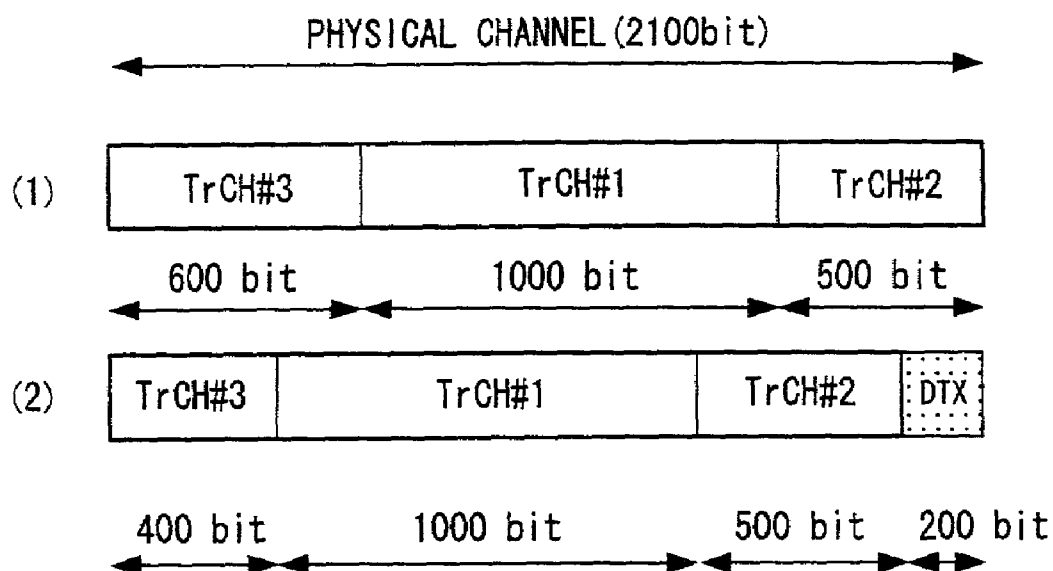 PHYSICAL CHANNEL(2100bit)
(1) TrCH#3 TrCH#1 TrCH#2
600 bit 1000 bit 500 bit
(2) TrCH#3 TrCH#1 TrCH#2 DTX
400 bit 1000 bit 500 bit 200 bit